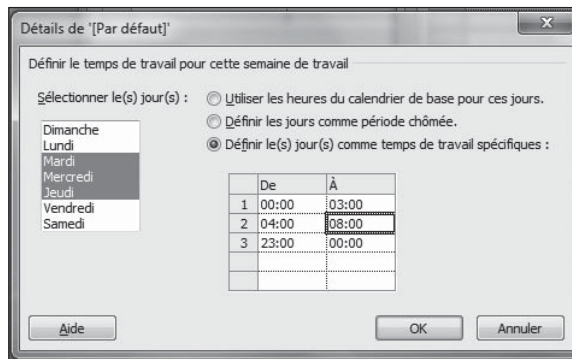 Détails de '[Par défaut]'
Définir le temps de travail pour cette semaine de travail
Sélectionner le(s) jour(s) :
Utiliser les heures du calendrier de base pour ces jours.
Définir les jours comme période chômée.
Définir le(s) jour(s) comme temps de travail spécifiques :
Dimanche
Lundi
Mardi
Mercredi
Jeudi
Vendredi
Samedi
De À
1 00:00 03:00
2 04:00 08:00
3 23:00 00:00
Aide OK Annuler